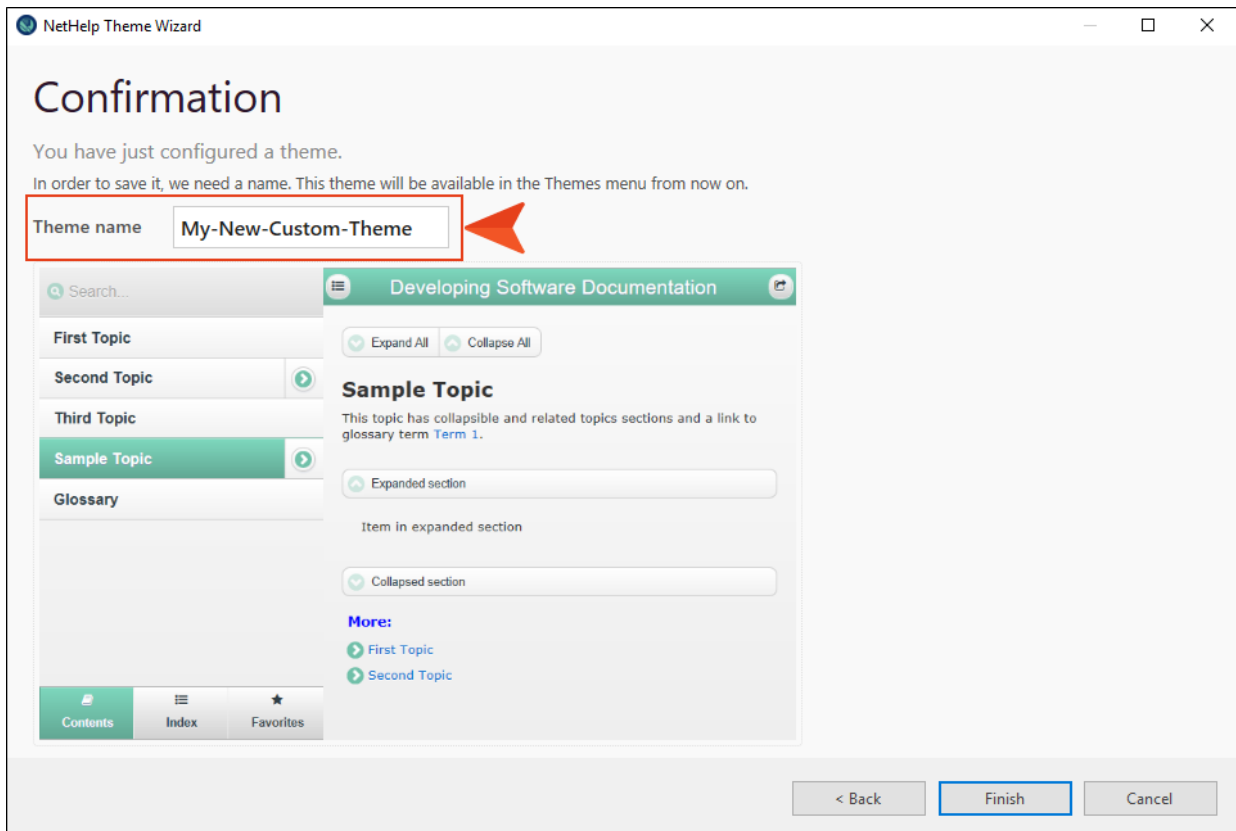 NetHelp Theme Wizard
Confirmation
You have just configured a theme.
In order to save it, we need a name. This theme will be available in the Themes menu from now on.
Theme name My-New-Custom-Theme
Search...
First Topic
Second Topic
Third Topic
Sample Topic
Glossary
Contents Index Favorites
Developing Software Documentation
Expand All Collapse All
Sample Topic
This topic has collapsible and related topics sections and a link to
glossary term Term 1.
Expanded section
Item in expanded section
Collapsed section
More:
First Topic
Second Topic
< Back Finish Cancel